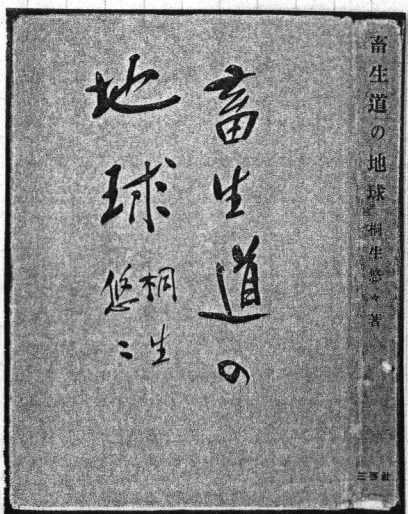 畜生道の
地球
桐生
悠々
畜生道の地球 桐生悠々著
三啓社